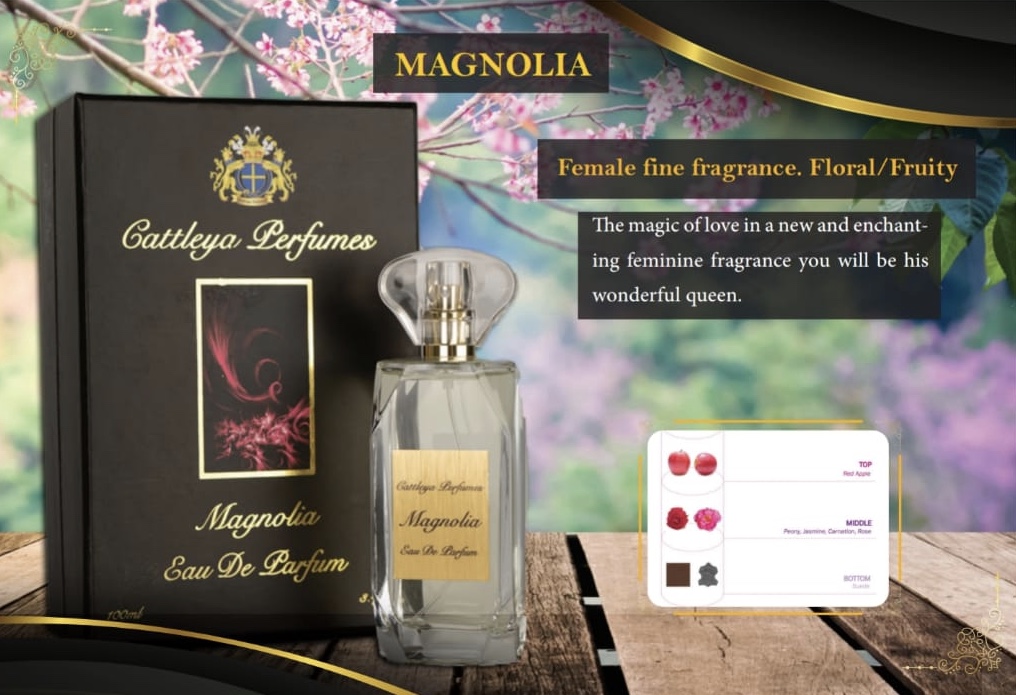 MAGNOLIA
Female fine fragrance. Floral/Fruity
The magic of love in a new and enchant-
ing feminine fragrance you will be his
wonderful queen.
Cattleya Perfumes
Magnolia
Eau De Parfum
100ml
3.
Cattleya Perfumes
Magnolia
Eau De Parfum
TOP
Red Apple
MIDDLE
Peony, Jasmine, Carnation, Rose
BOTTOM